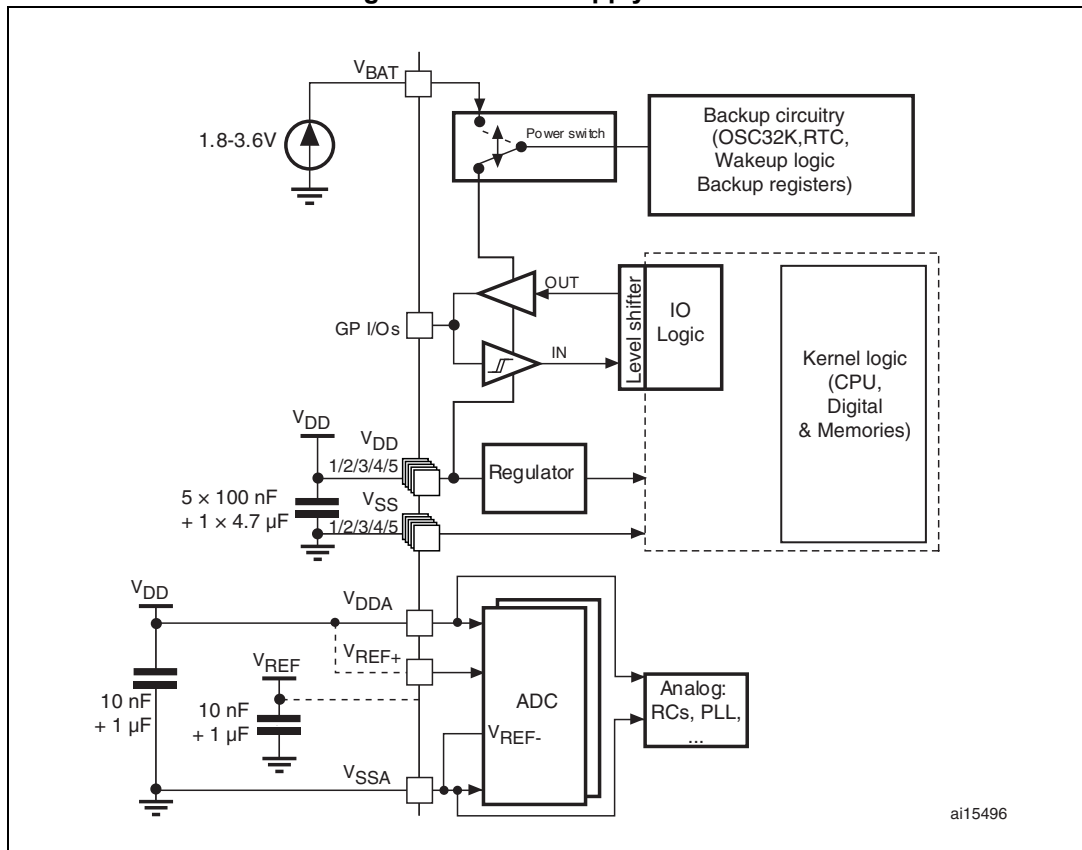 VBAT
1.8-3.6V
Power switch
Backup circuitry
(OSC32K,RTC,
Wakeup logic
Backup registers)
OUT
GP I/Os
IN
Level shifter
IO
Logic
Kernel logic
(CPU,
Digital
& Memories)
VDD
VDD
1/2/3/4/5
Regulator
5 × 100 nF
+ 1 × 4.7 µF
VSS
1/2/3/4/5
VDD
VDDA
VREF+
VREF
10 nF
+ 1 µF
10 nF
+ 1 µF
ADC
VREF-
Analog:
RCs, PLL,
...
VSSA
ai15496